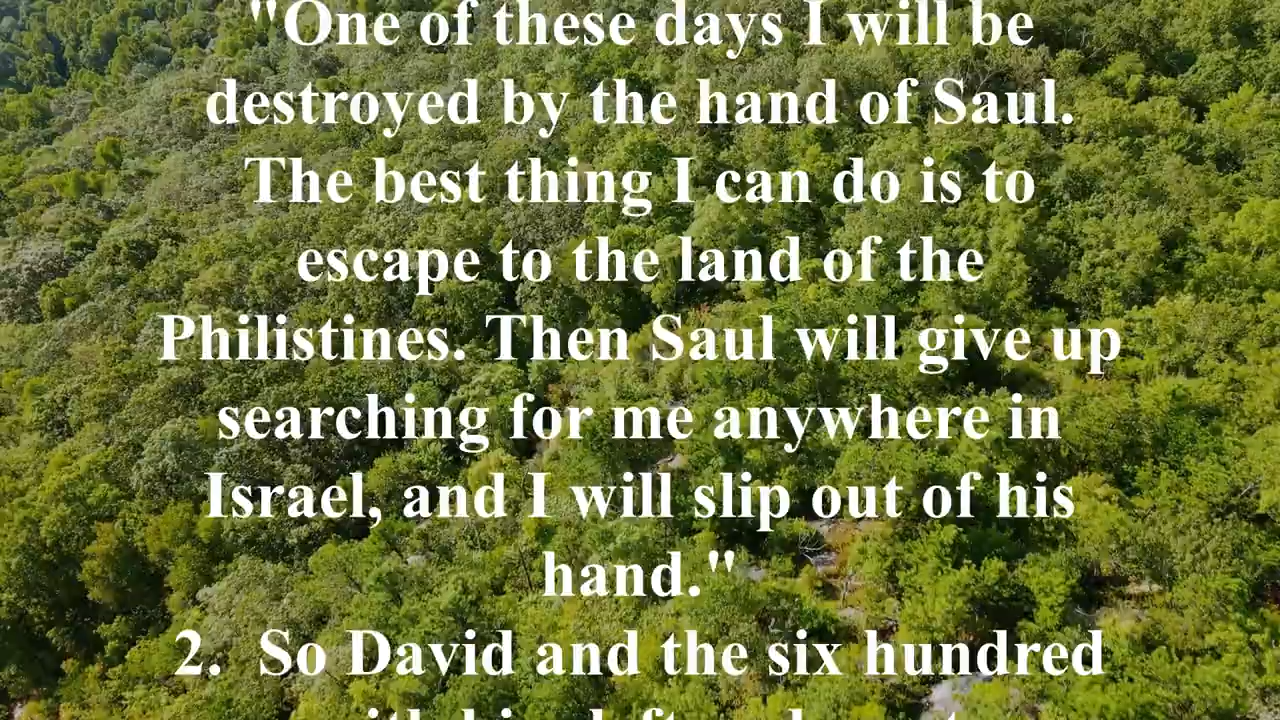 "One of these days I will be
destroyed by the hand of Saul.
The best thing I can do is to
escape to the land of the
Philistines. Then Saul will give up
searching for me anywhere in
Israel, and I will slip out of his
hand."
2. So David and the six hundred